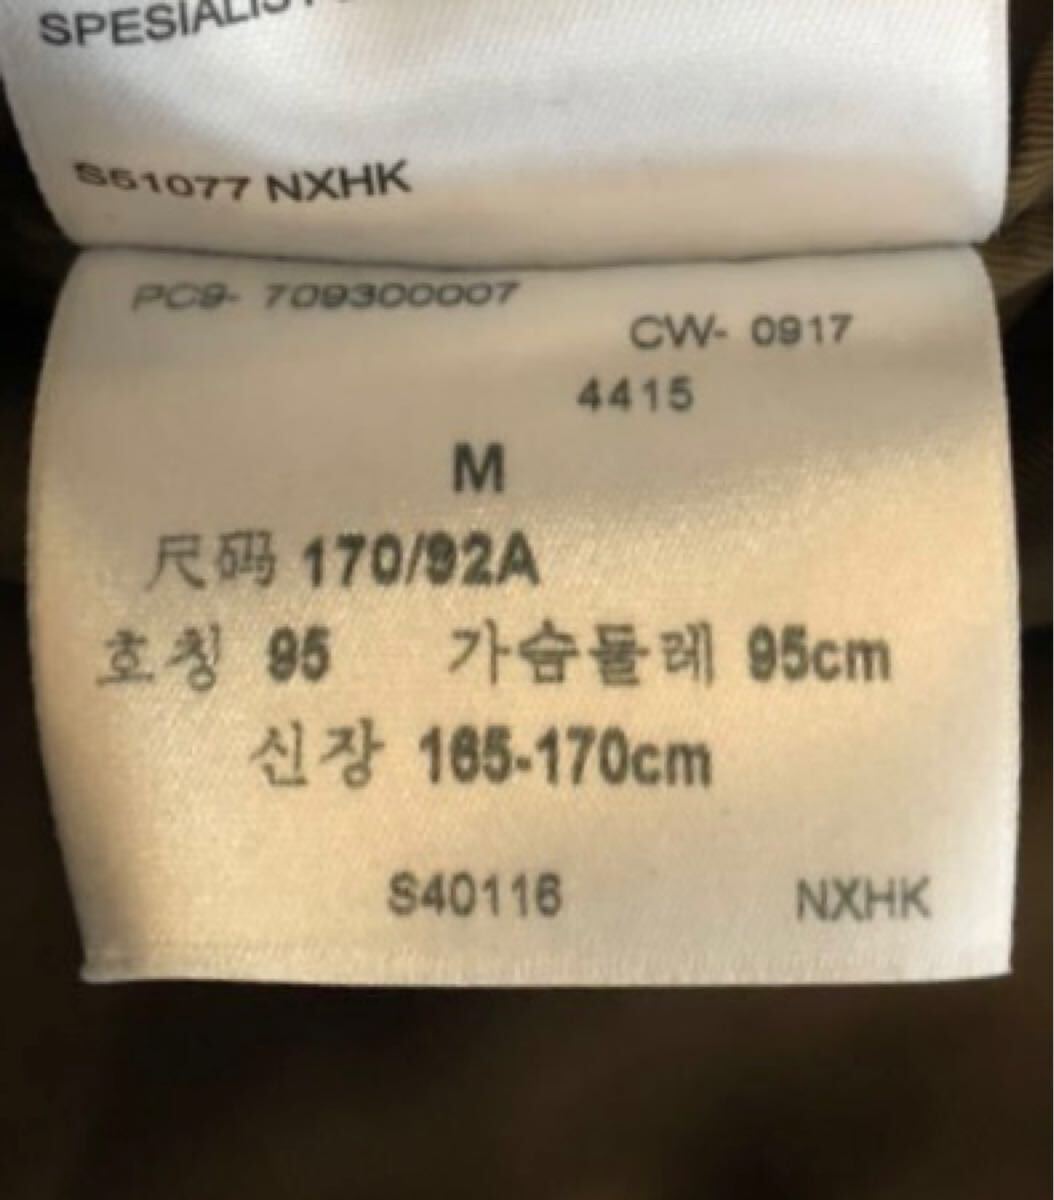 S51077 NXHK
PC9- 709300007
CW- 0917
4415
M
尺码 170/92A
호칭 95 가슴둘레 95cm
신장 165-170cm
S40116 NXHK